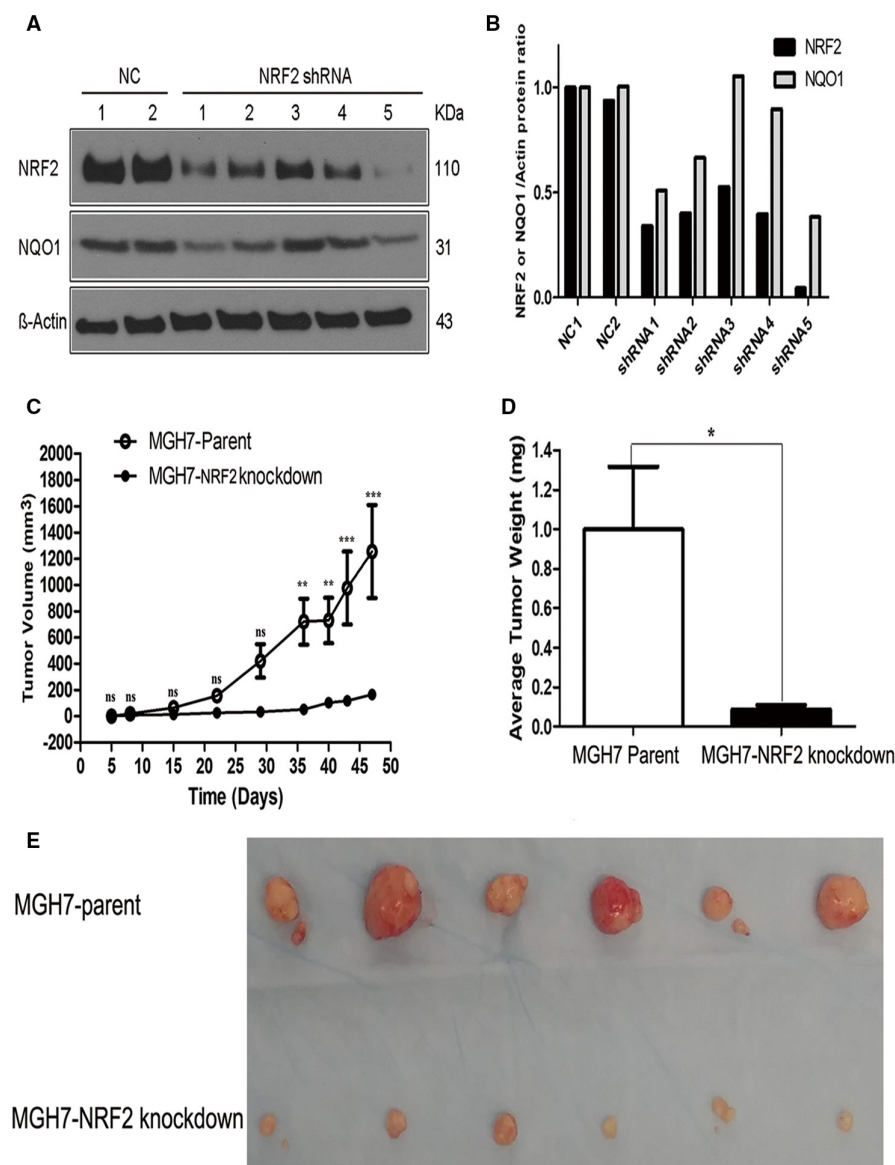 A
NC NRF2 shRNA
1 2 1 2 3 4 5 KDa
NRF2 110
NQO1 31
ß-Actin 43
B
NRF2
NQO1
NRF2 or NQO1 /Actin protein ratio
1.0
0.5
0.0
NC1 NC2 shRNA1 shRNA2 shRNA3 shRNA4 shRNA5
C
MGH7-Parent
MGH7-NRF2 knockdown
Tumor Volume (mm3)
2000
1800
1600
1400
1200
1000
800
600
400
200
0
-200
ns ns ns ns ns ** ** *** ***
0 5 10 15 20 25 30 35 40 45 50
Time (Days)
D
*
Average Tumor Weight (mg)
1.4
1.2
1.0
0.8
0.6
0.4
0.2
0.0
MGH7 Parent MGH7-NRF2 knockdown
E
MGH7-parent
MGH7-NRF2 knockdown